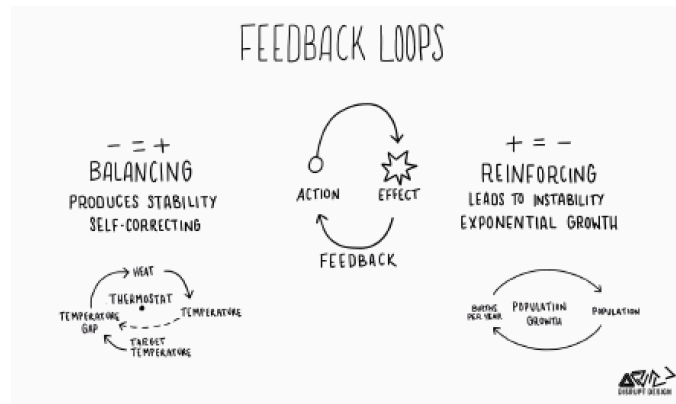 FEEDBACK LOOPS
- = +
BALANCING
PRODUCES STABILITY
SELF-CORRECTING
ACTION
EFFECT
FEEDBACK
+ = -
REINFORCING
LEADS TO INSTABILITY
EXPONENTIAL GROWTH
HEAT
THERMOSTAT
TEMPERATURE
GAP
TEMPERATURE
TARGET
TEMPERATURE
BIRTHS
PER YEAR
POPULATION
GROWTH
POPULATION
DISRUPT DESIGN